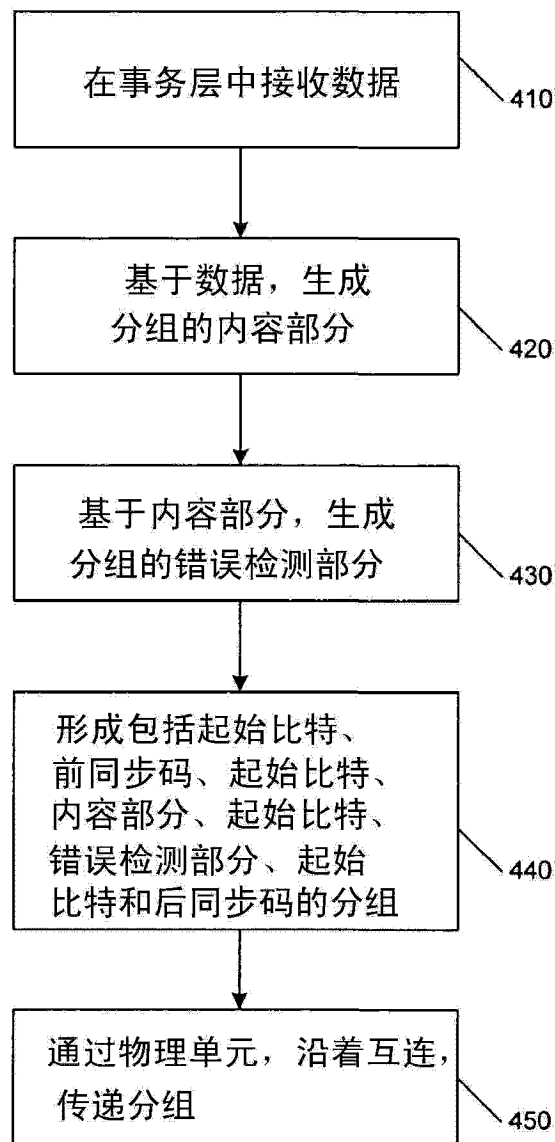 在事务层中接收数据
410
基于数据，生成
分组的内容部分
420
基于内容部分，生成
分组的错误检测部分
430
形成包括起始比特、
前同步码、起始比特、
内容部分、起始比特、
错误检测部分、起始
比特和后同步码的分组
440
通过物理单元，沿着互连，
传递分组
450